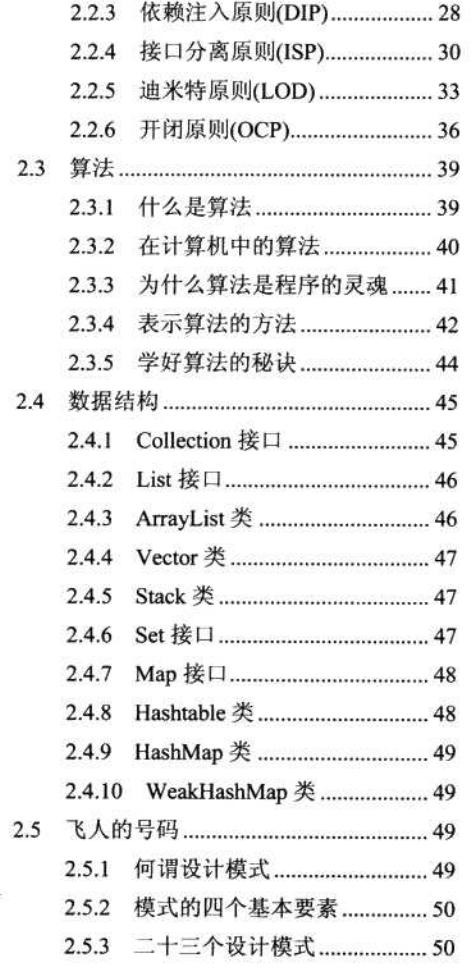 2.2.3 依赖注入原则(DIP)................. 28
2.2.4 接口分离原则(ISP)................. 30
2.2.5 迪米特原则(LOD)................. 33
2.2.6 开闭原则(OCP)................. 36
2.3 算法................. 39
2.3.1 什么是算法................. 39
2.3.2 在计算机中的算法................. 40
2.3.3 为什么算法是程序的灵魂....... 41
2.3.4 表示算法的方法................. 42
2.3.5 学好算法的秘诀................. 44
2.4 数据结构................. 45
2.4.1 Collection 接口................. 45
2.4.2 List 接口................. 46
2.4.3 ArrayList 类................. 46
2.4.4 Vector 类................. 47
2.4.5 Stack 类................. 47
2.4.6 Set 接口................. 47
2.4.7 Map 接口................. 48
2.4.8 Hashtable 类................. 48
2.4.9 HashMap 类................. 49
2.4.10 WeakHashMap 类................. 49
2.5 飞人的号码................. 49
2.5.1 何谓设计模式................. 49
2.5.2 模式的四个基本要素................. 50
2.5.3 二十三个设计模式................. 50